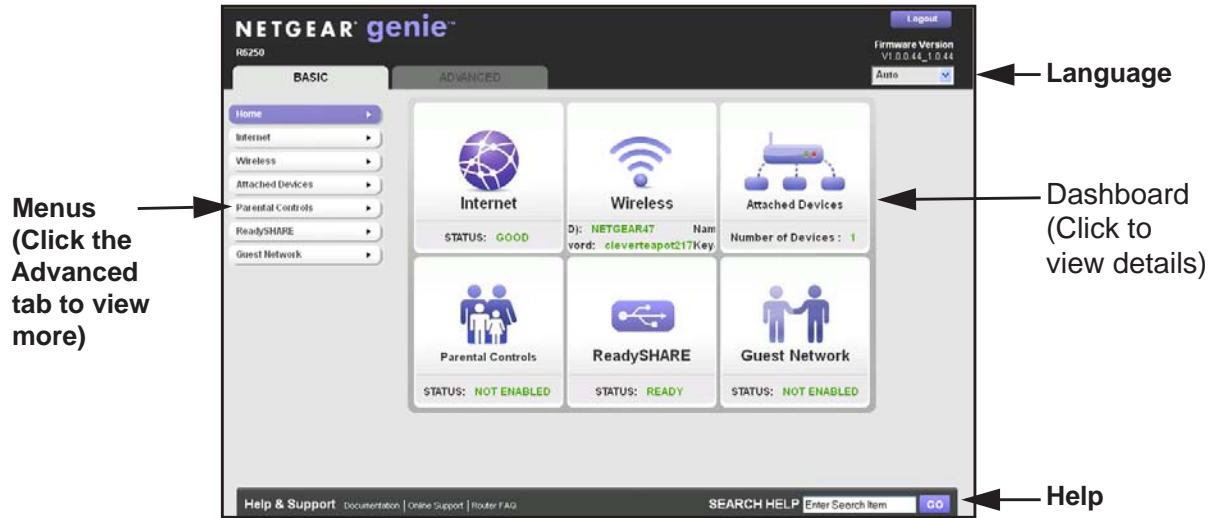 NETGEAR® genie™
R6250
Logout
Firmware Version
V1.0.0.44_1.0.44
Auto
BASIC
ADVANCED
Language
Home
Internet
Wireless
Attached Devices
Parental Controls
ReadySHARE
Guest Network
Menus
(Click the
Advanced
tab to view
more)
Internet
STATUS: GOOD
Wireless
D): NETGEAR47 Nam
vord: cleverteapot217Key
Attached Devices
Number of Devices : 1
Dashboard
(Click to
view details)
Parental Controls
STATUS: NOT ENABLED
ReadySHARE
STATUS: READY
Guest Network
STATUS: NOT ENABLED
Help & Support Documentation | Online Support | Router FAQ
SEARCH HELP Enter Search Item GO
Help